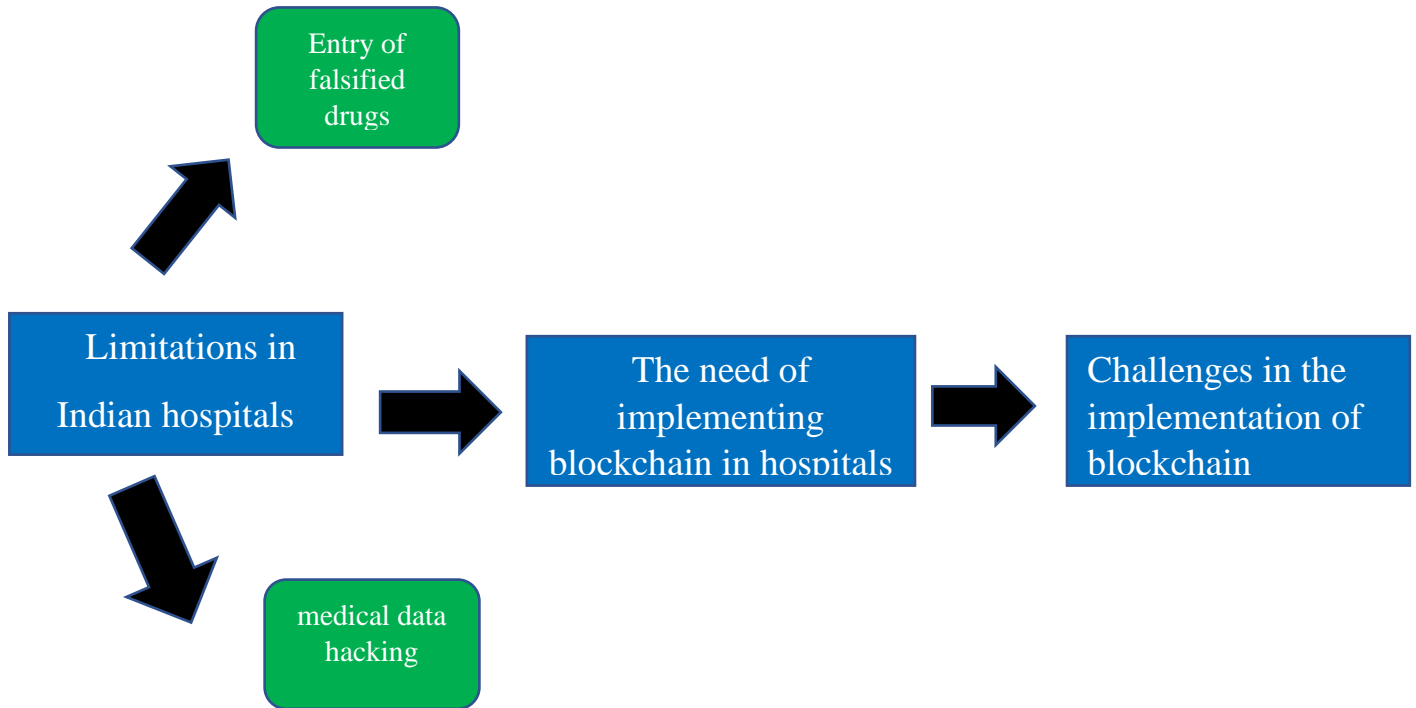 Entry of
falsified
drugs
Limitations in
Indian hospitals
The need of
implementing
blockchain in hospitals
Challenges in the
implementation of
blockchain
medical data
hacking